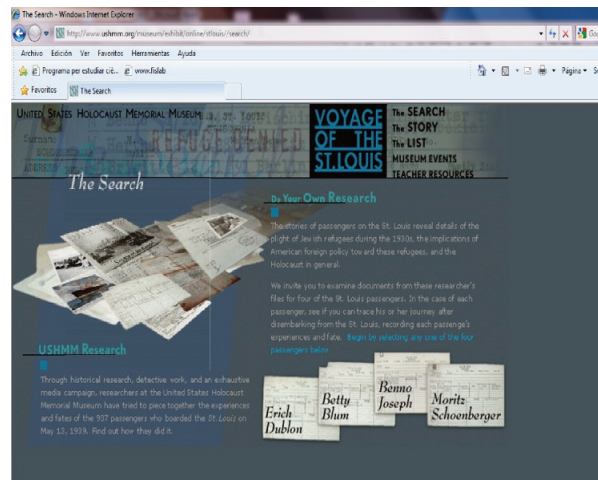 The Search - Windows Internet Explorer
http://www.ushmm.org/museum/exhibit/online/stlouis//search/
Archivo Edición Ver Favoritos Herramientas Ayuda
Programa per estudiar ciè... www.fislab
Favoritos The Search
Página
UNITED STATES HOLOCAUST MEMORIAL MUSEUM
REFUGE DENIED
VOYAGE
OF THE
ST.LOUIS
The SEARCH
The STORY
The LIST
MUSEUM EVENTS
TEACHER RESOURCES
The Search
Do Your Own Research
The stories of passengers on the St. Louis reveal details of the
plight of Jewish refugees during the 1930s, the implications of
American foreign policy toward these refugees, and the
Holocaust in general.
We invite you to examine documents from these researcher's
files for four of the St. Louis passengers. In the case of each
passenger, see if you can trace his or her journey after
disembarking from the St. Louis, recording each passenge's
experiences and fate. Begin by selecting any one of the four
passengers below.
USHMM Research
Through historical research, detective work, and an exhaustive
media campaign, researchers at the United States Holocaust
Memorial Museum have tried to piece together the experiences
and fates of the 937 passengers who boarded the St. Louis on
May 13, 1939. Find out how they did it.
Erich
Dublon
Betty
Blum
Benno
Joseph
Moritz
Schoenberger